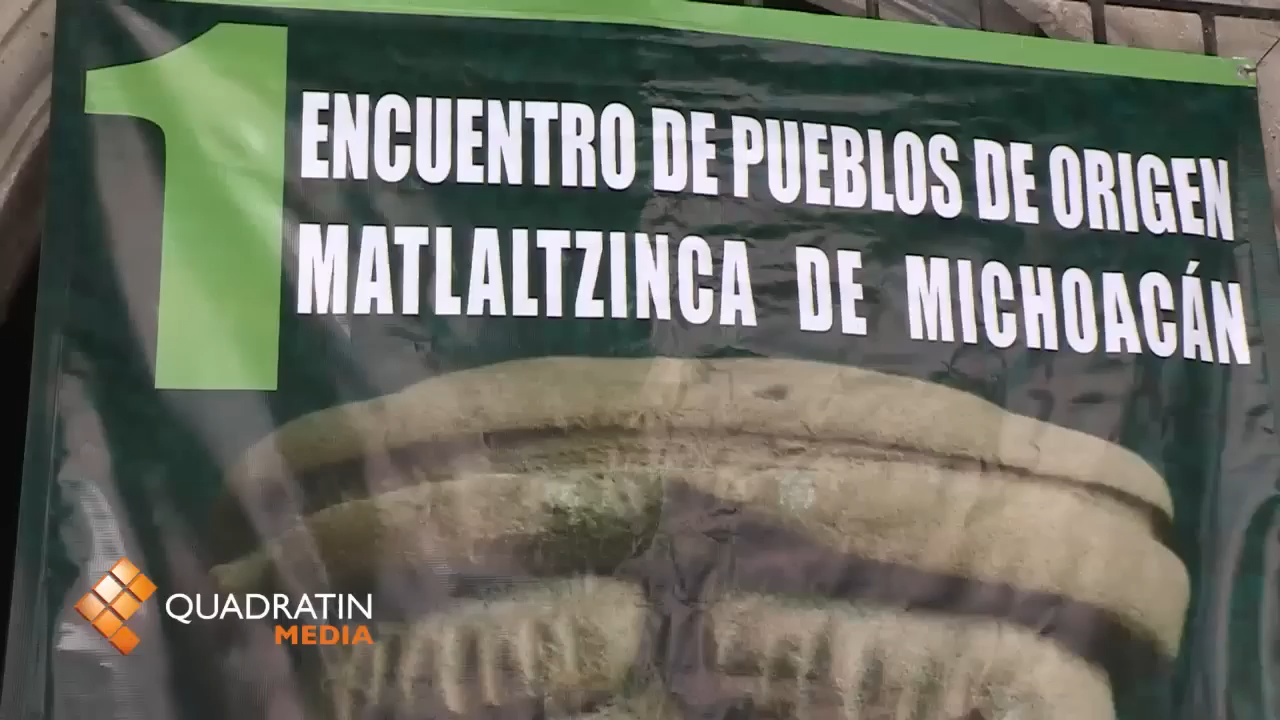 1
ENCUENTRO DE PUEBLOS DE ORIGEN
MATLALTZINCA DE MICHOACÁN
QUADRATIN
MEDIA